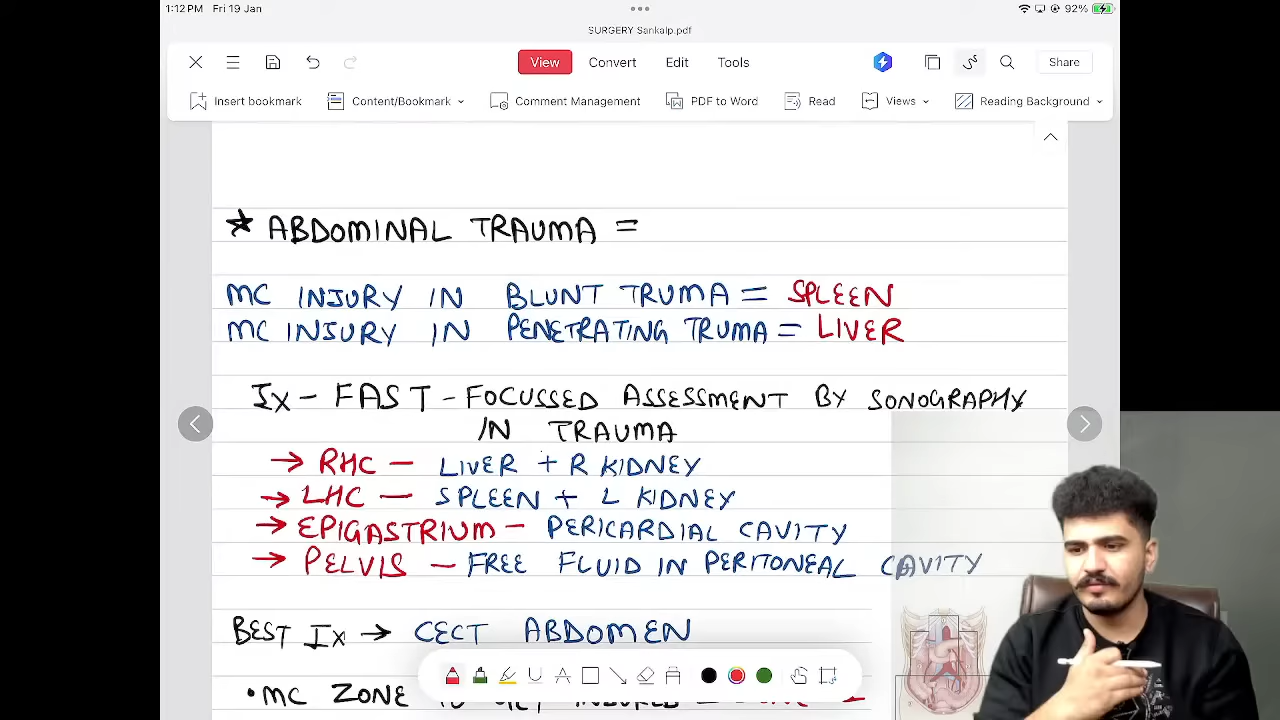 1:12 PM Fri 19 Jan
92%
SURGERY Sankalp.pdf
View Convert Edit Tools Share
Insert bookmark Content/Bookmark Comment Management PDF to Word Read Views Reading Background
★ ABDOMINAL TRAUMA =
MC INJURY IN BLUNT TRUMA = SPLEEN
MC INJURY IN PENETRATING TRUMA = LIVER
Ix - FAST - FOCUSSED ASSESSMENT BY SONOGRAPHY
IN TRAUMA
→ RHC - LIVER + R KIDNEY
→ LHC - SPLEEN + L KIDNEY
→ EPIGASTRIUM - PERICARDIAL CAVITY
→ PELVIS - FREE FLUID IN PERITONEAL CAVITY
BEST Ix → CECT ABDOMEN
• MC ZONE